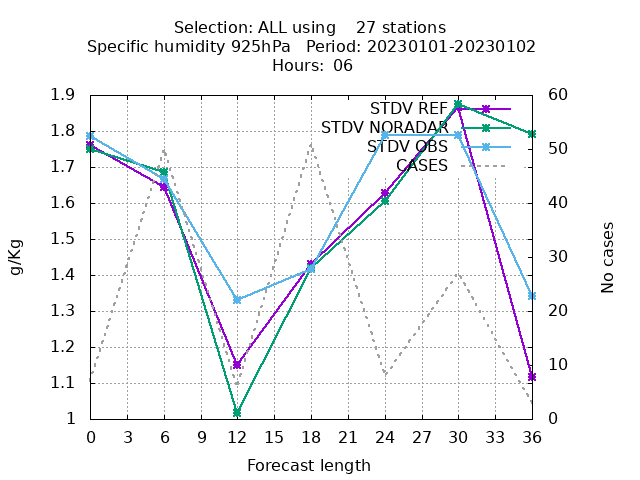 Selection: ALL using    27 stations
Specific humidity 925hPa   Period: 20230101-20230102
Hours:  06
1.9
1.8
1.7
1.6
1.5
1.4
1.3
1.2
1.1
1
g/Kg
STDV REF
STDV NORADAR
STDV OBS
CASES
60
50
40
30
20
10
0
No cases
0 3 6 9 12 15 18 21 24 27 30 33 36
Forecast length